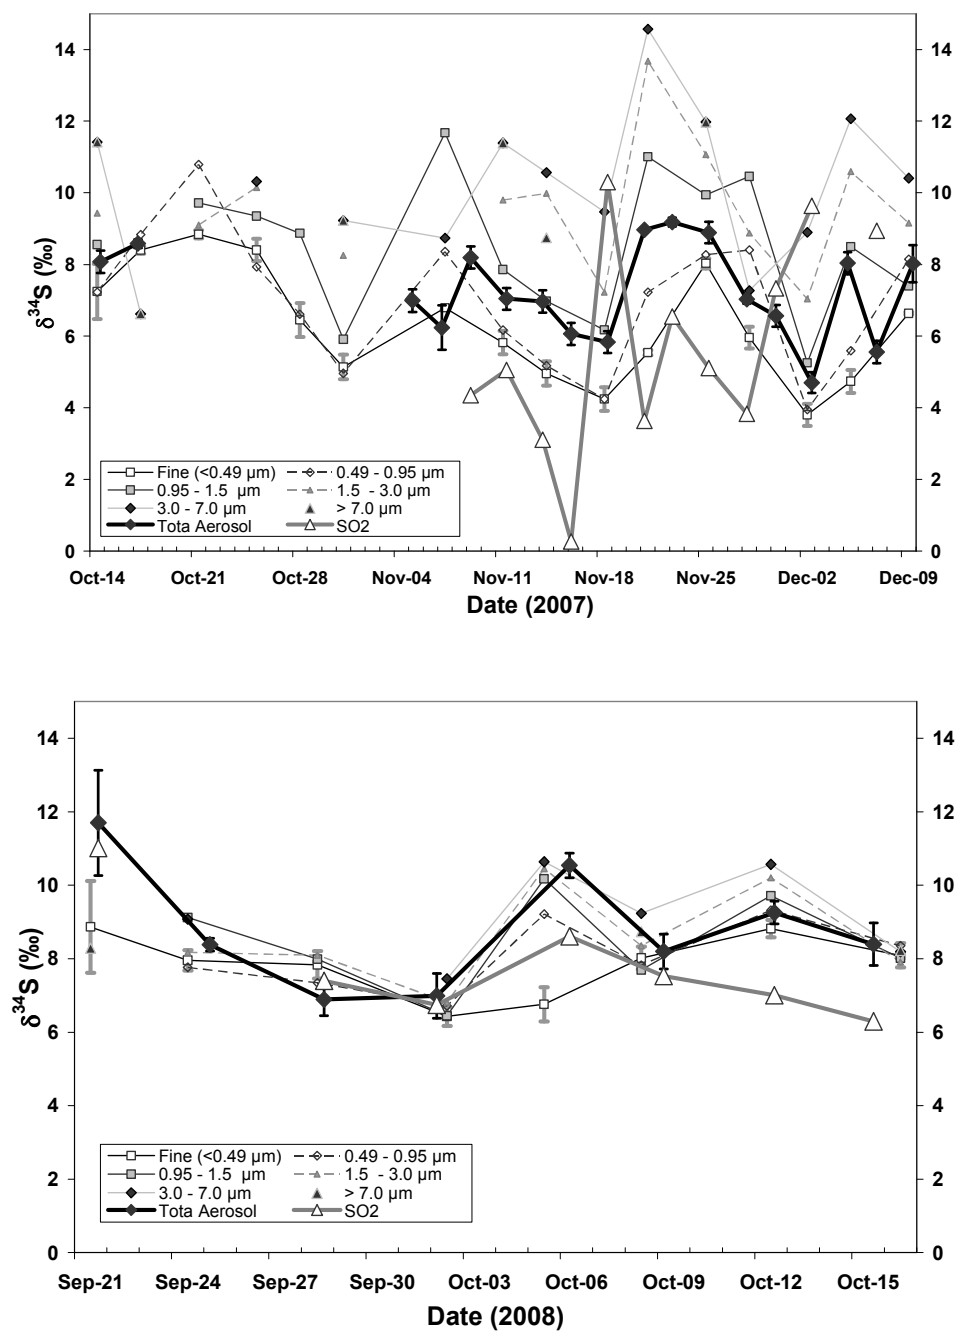 14 14
12 12
10 10
8 8
6 6
4 4
2 2
0 0
δ34S (‰)
Fine (<0.49 µm) 0.49 - 0.95 µm
0.95 - 1.5 µm 1.5 - 3.0 µm
3.0 - 7.0 µm > 7.0 µm
Tota Aerosol SO2
Oct-14 Oct-21 Oct-28 Nov-04 Nov-11 Nov-18 Nov-25 Dec-02 Dec-09
Date (2007)
14 14
12 12
10 10
8 8
6 6
4 4
2 2
0 0
δ34S (‰)
Fine (<0.49 µm) 0.49 - 0.95 µm
0.95 - 1.5 µm 1.5 - 3.0 µm
3.0 - 7.0 µm > 7.0 µm
Tota Aerosol SO2
Sep-21 Sep-24 Sep-27 Sep-30 Oct-03 Oct-06 Oct-09 Oct-12 Oct-15
Date (2008)